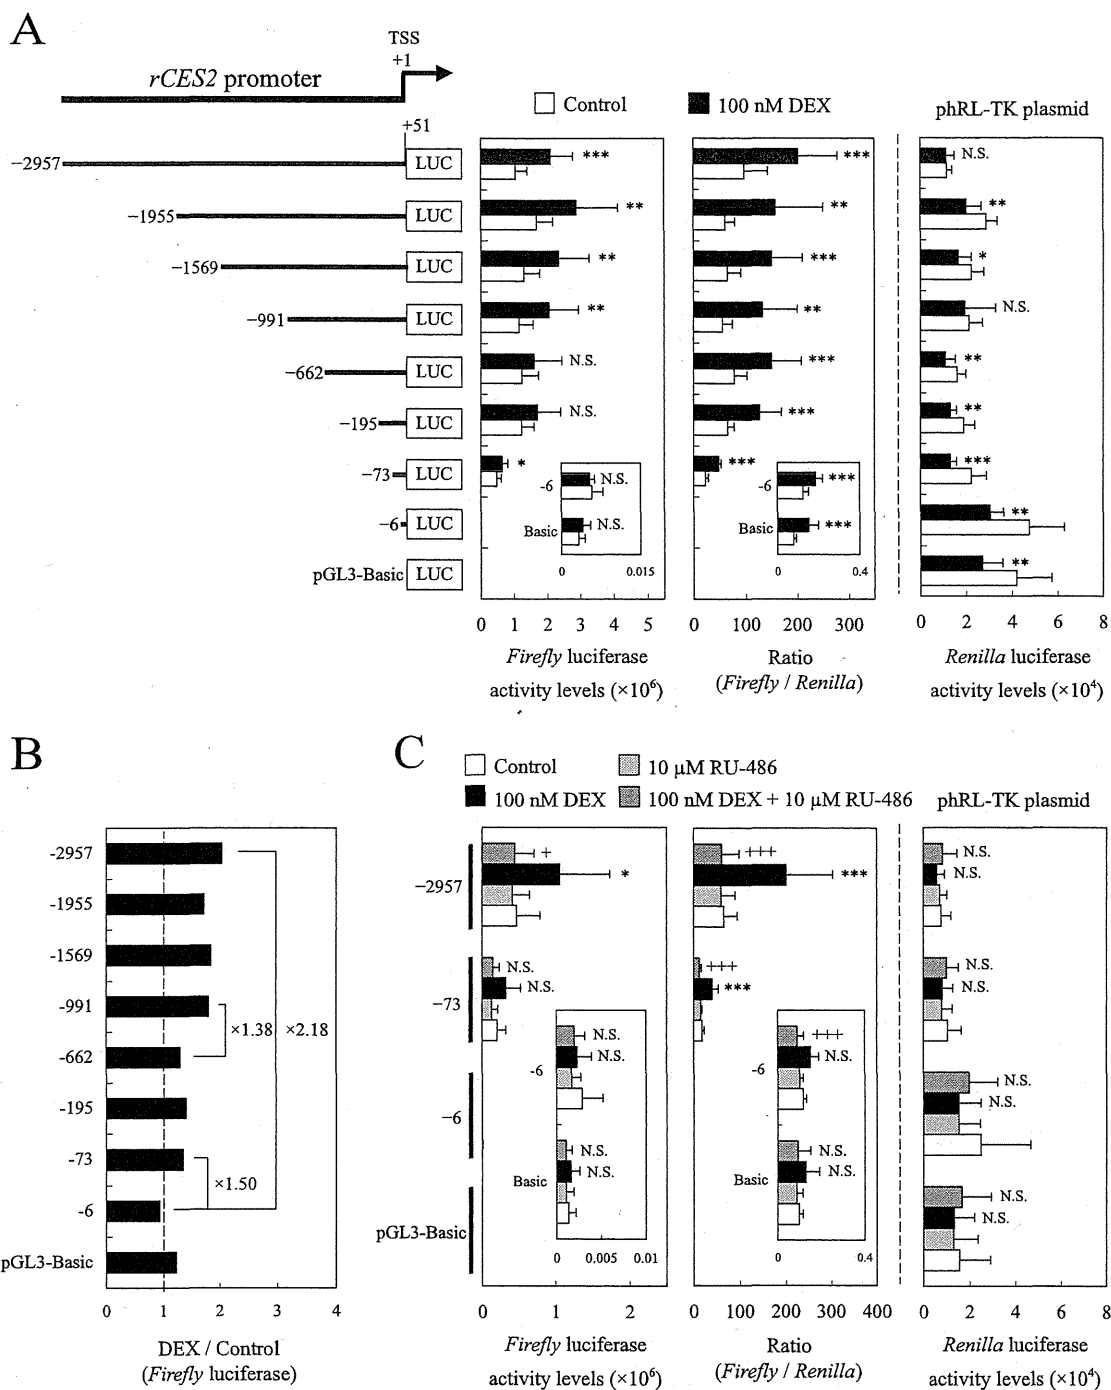 A
TSS
+1
rCES2 promoter
Control
100 nM DEX
phRL-TK plasmid
+51
−2957 LUC *** *** N.S.
−1955 LUC ** ** **
−1569 LUC ** *** *
−991 LUC ** ** N.S.
−662 LUC N.S. *** **
−195 LUC N.S. *** **
−73 LUC * *** ***
-6 N.S. -6 ***
−6 LUC **
Basic N.S. Basic ***
pGL3-Basic LUC **
0 0.015 0 0.4
0 1 2 3 4 5 0 100 200 300 0 2 4 6 8
Firefly luciferase
activity levels (×10⁶)
Ratio
(Firefly / Renilla)
Renilla luciferase
activity levels (×10⁴)
B
-2957
-1955
-1569
-991
×1.38 ×2.18
-662
-195
-73
×1.50
-6
pGL3-Basic
0 1 2 3 4
DEX / Control
(Firefly luciferase)
C
Control 10 μM RU-486
100 nM DEX 100 nM DEX + 10 μM RU-486
phRL-TK plasmid
−2957
+ +++ N.S.
* *** N.S.
−73
N.S. +++ N.S.
N.S. *** N.S.
−6
-6 N.S. N.S.
-6 +++ N.S.
N.S. N.S.
pGL3-Basic
Basic N.S. N.S.
Basic N.S. N.S.
N.S. N.S.
0 0.005 0.01 0 0.4
0 1 2 0 100 200 300 400 0 2 4 6 8
Firefly luciferase
activity levels (×10⁶)
Ratio
(Firefly / Renilla)
Renilla luciferase
activity levels (×10⁴)